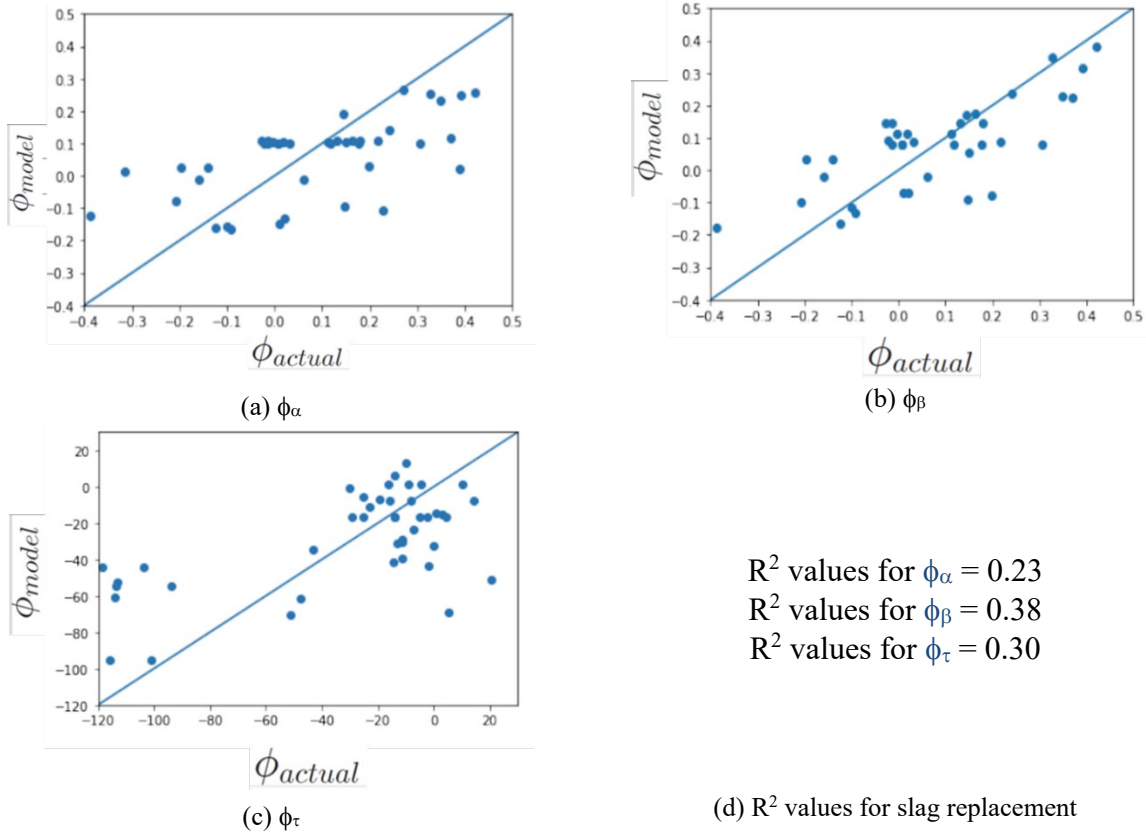 0.5
0.4
0.3
0.2
0.1
0.0
−0.1
−0.2
−0.3
−0.4
ϕmodel
−0.4 −0.3 −0.2 −0.1 0.0 0.1 0.2 0.3 0.4 0.5
ϕactual
(a) ϕα
0.5
0.4
0.3
0.2
0.1
0.0
−0.1
−0.2
−0.3
−0.4
ϕmodel
−0.4 −0.3 −0.2 −0.1 0.0 0.1 0.2 0.3 0.4 0.5
ϕactual
(b) ϕβ
20
0
−20
−40
−60
−80
−100
−120
ϕmodel
−120 −100 −80 −60 −40 −20 0 20
ϕactual
(c) ϕτ
R² values for ϕα = 0.23
R² values for ϕβ = 0.38
R² values for ϕτ = 0.30
(d) R² values for slag replacement